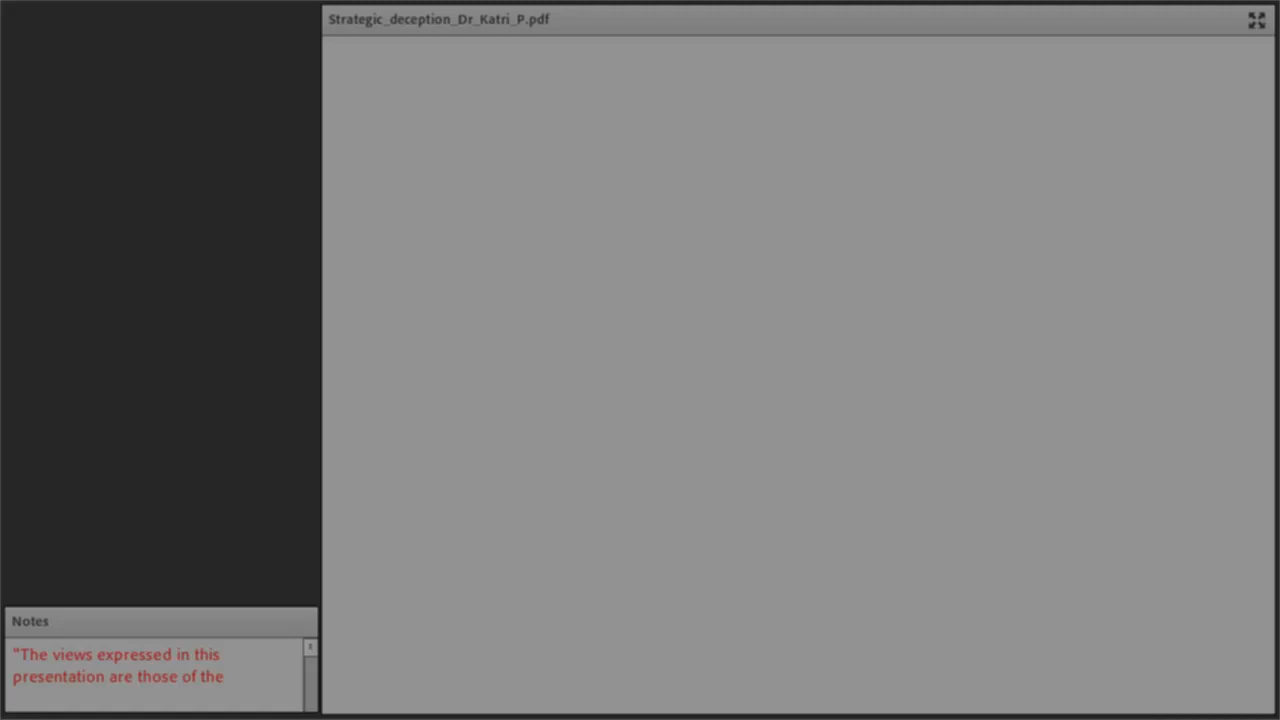 Strategic_deception_Dr_Katri_P.pdf
Notes
"The views expressed in this
presentation are those of the